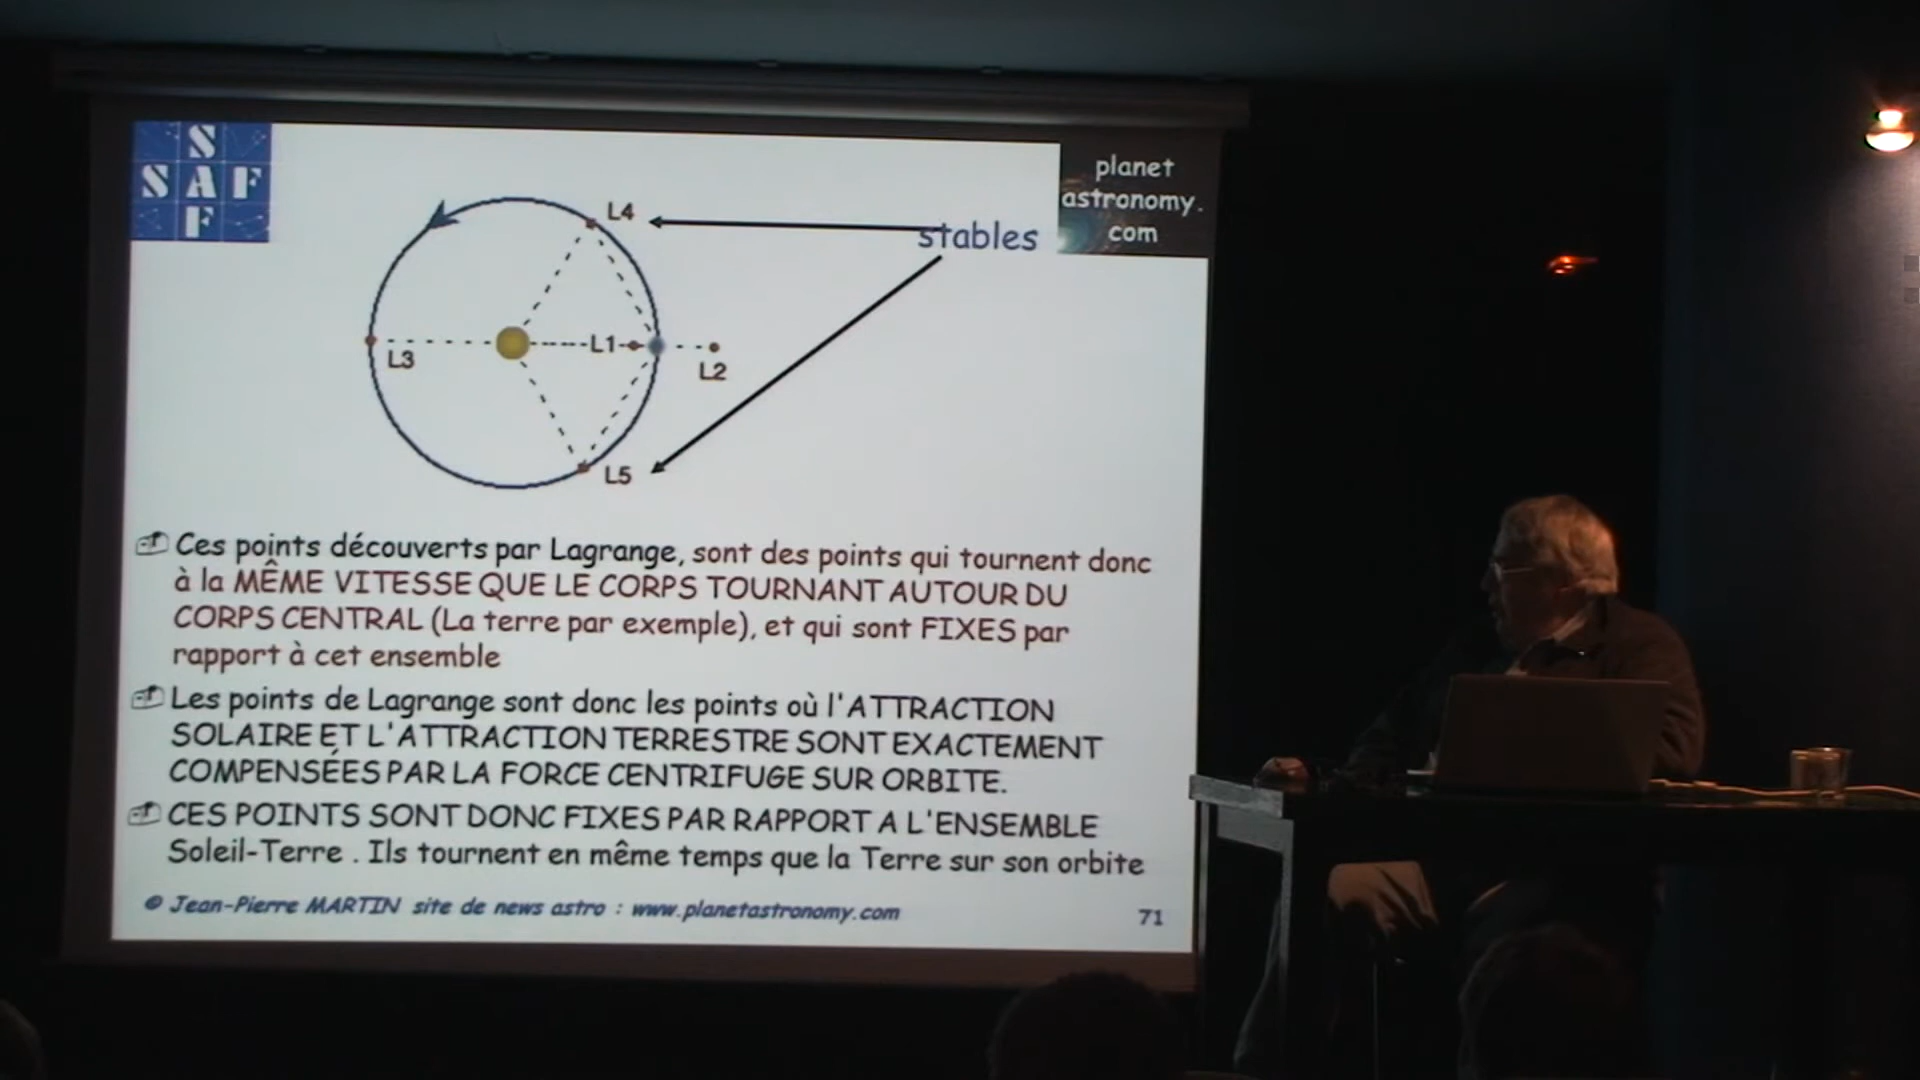 S
SAF
F
planet
astronomy.
com
stables
L4
L1
L3
L2
L5
Ces points découverts par Lagrange, sont des points qui tournent donc
à la MÊME VITESSE QUE LE CORPS TOURNANT AUTOUR DU
CORPS CENTRAL (La terre par exemple), et qui sont FIXES par
rapport à cet ensemble
Les points de Lagrange sont donc les points où l'ATTRACTION
SOLAIRE ET L'ATTRACTION TERRESTRE SONT EXACTEMENT
COMPENSÉES PAR LA FORCE CENTRIFUGE SUR ORBITE.
CES POINTS SONT DONC FIXES PAR RAPPORT A L'ENSEMBLE
Soleil-Terre . Ils tournent en même temps que la Terre sur son orbite
© Jean-Pierre MARTIN site de news astro : www.planetastronomy.com
71